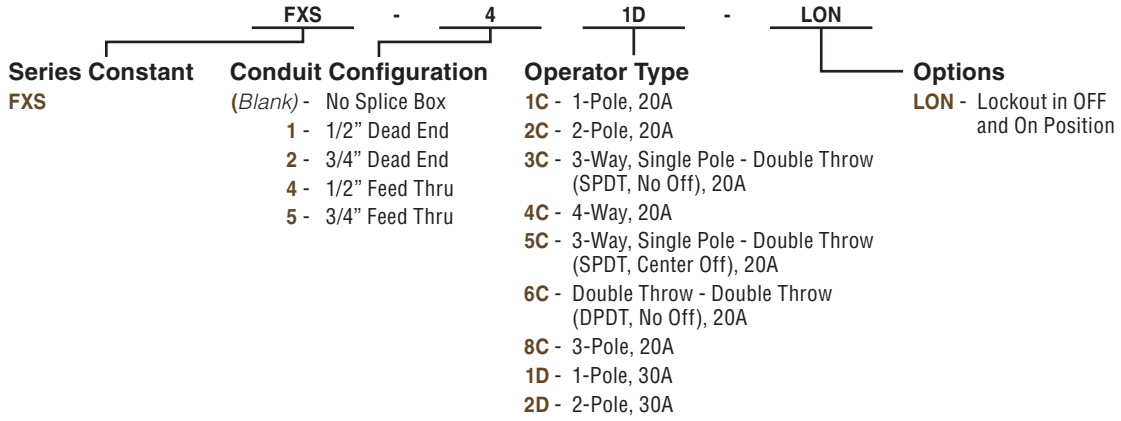 FXS - 4 1D - LON
Series Constant
FXS
Conduit Configuration
(Blank) - No Splice Box
1 - 1/2” Dead End
2 - 3/4” Dead End
4 - 1/2” Feed Thru
5 - 3/4” Feed Thru
Operator Type
1C - 1-Pole, 20A
2C - 2-Pole, 20A
3C - 3-Way, Single Pole - Double Throw
(SPDT, No Off), 20A
4C - 4-Way, 20A
5C - 3-Way, Single Pole - Double Throw
(SPDT, Center Off), 20A
6C - Double Throw - Double Throw
(DPDT, No Off), 20A
8C - 3-Pole, 20A
1D - 1-Pole, 30A
2D - 2-Pole, 30A
Options
LON - Lockout in OFF
and On Position